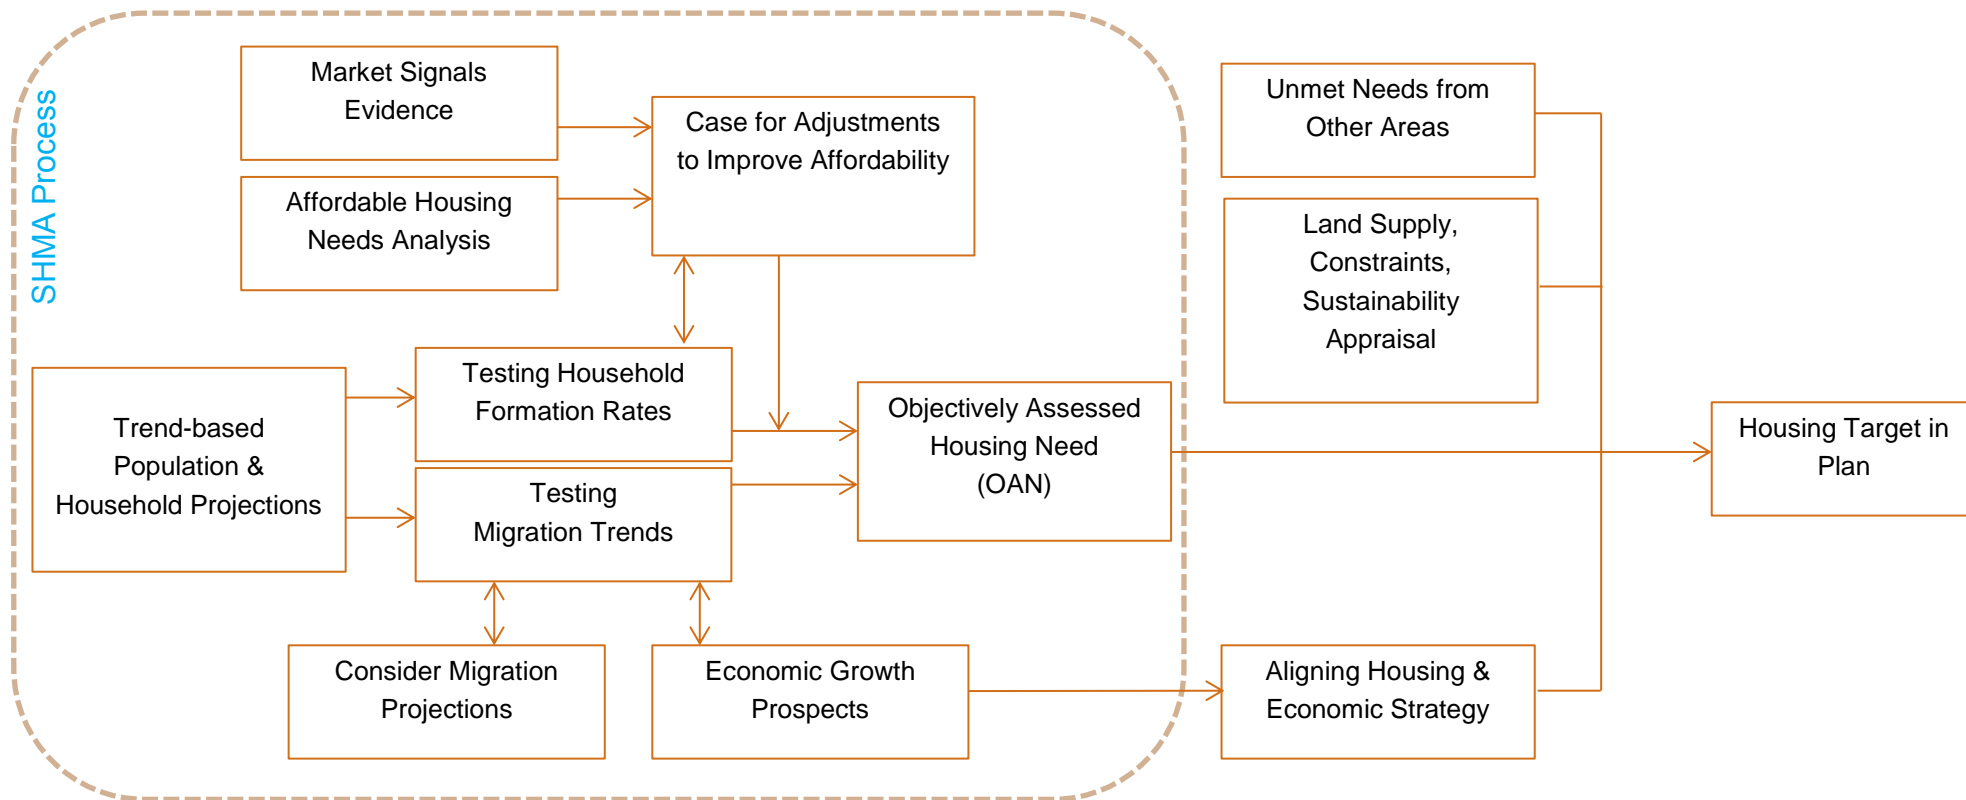 SHMA Process
Market Signals
Evidence
Affordable Housing
Needs Analysis
Case for Adjustments
to Improve Affordability
Trend-based
Population &
Household Projections
Testing Household
Formation Rates
Testing
Migration Trends
Consider Migration
Projections
Economic Growth
Prospects
Objectively Assessed
Housing Need
(OAN)
Unmet Needs from
Other Areas
Land Supply,
Constraints,
Sustainability
Appraisal
Aligning Housing &
Economic Strategy
Housing Target in
Plan